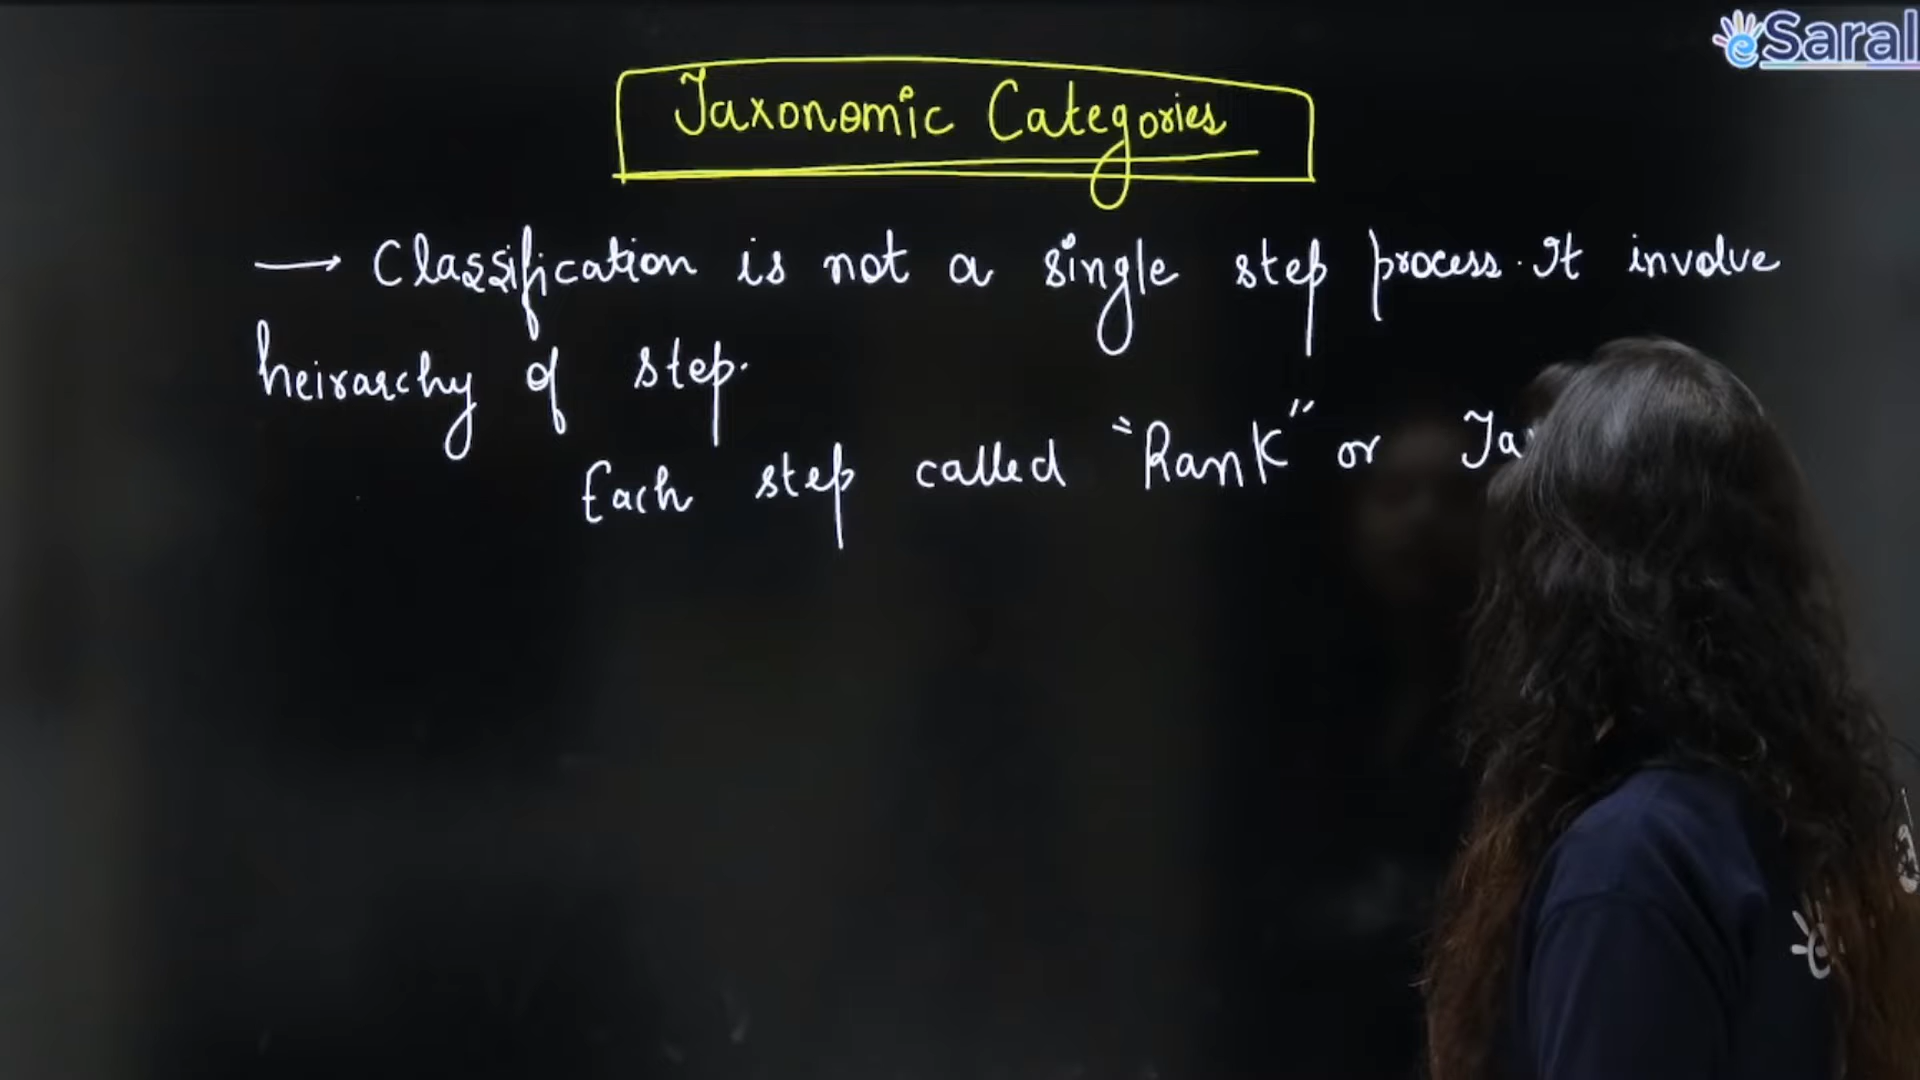 eSaral
Taxonomic Categories
→ Classification is not a single step process. It involve
heirarchy of step.
Each step called "Rank" or